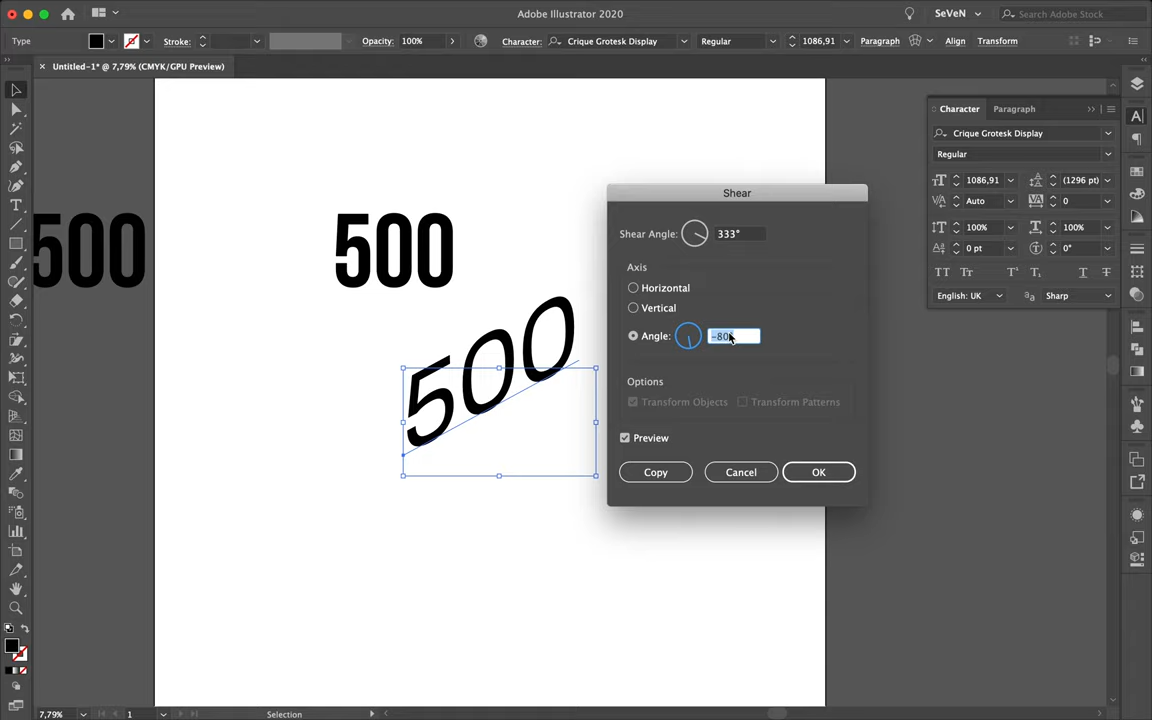 Adobe Illustrator 2020
SeVeN
Search Adobe Stock
Type
Stroke:
Opacity: 100%
Character: Crique Grotesk Display
Regular
1086,91
Paragraph
Align
Transform
× Untitled-1* @ 7,79% (CMYK/GPU Preview)
Character Paragraph
Crique Grotesk Display
Regular
1086,91 (1296 pt)
Auto 0
100% 100%
0 pt 0°
English: UK Sharp
500
500
500
Shear
Shear Angle: 333°
Axis
Horizontal
Vertical
Angle: -80°
Options
Transform Objects Transform Patterns
Preview
Copy Cancel OK
7,79% 1 Selection